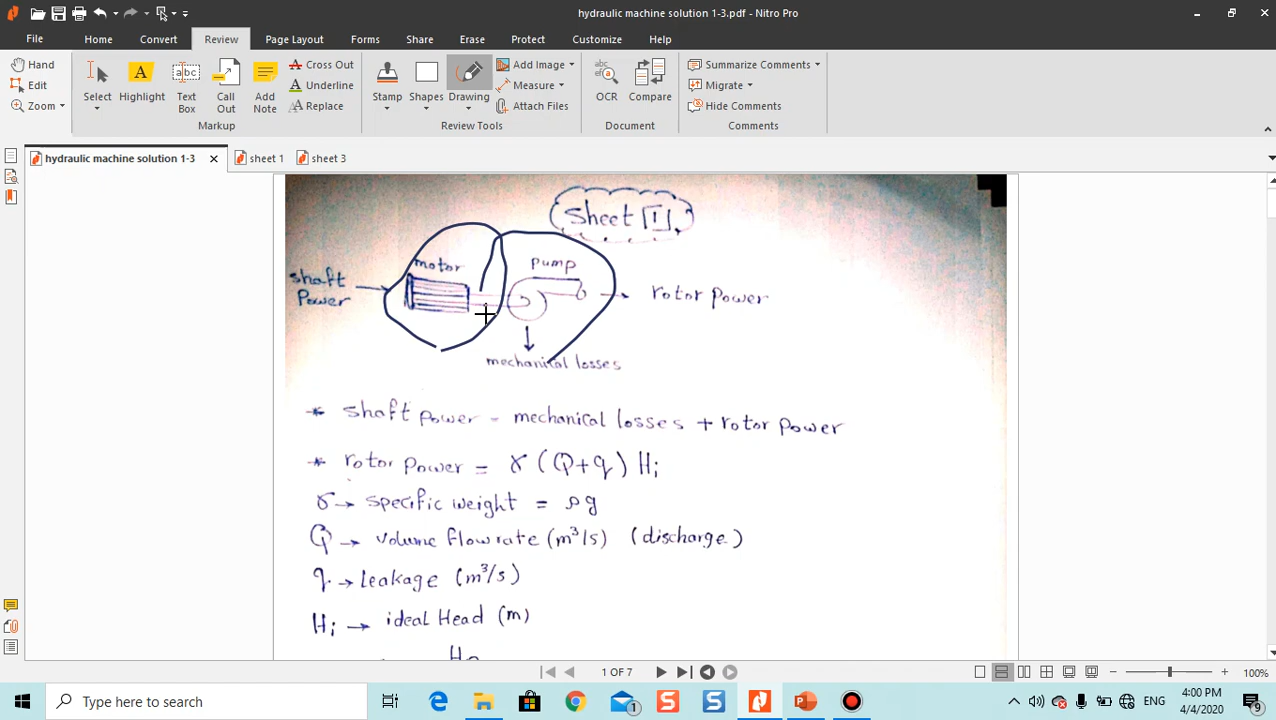 hydraulic machine solution 1-3.pdf - Nitro Pro
File Home Convert Review Page Layout Forms Share Erase Protect Customize Help
Hand
Edit
Zoom
Select
Highlight
Text Box
Call Out
Add Note
Cross Out
Underline
Replace
Markup
Stamp
Shapes
Drawing
Add Image
Measure
Attach Files
Review Tools
OCR
Compare
Document
Summarize Comments
Migrate
Hide Comments
Comments
hydraulic machine solution 1-3
sheet 1
sheet 3
Sheet [1]
motor
pump
shaft
Power
rotor power
mechanical losses
* shaft power - mechanical losses + rotor power
* rotor power = γ (Q+q) Hi
γ → specific weight = ρg
Q → volume flow rate (m³/s) (discharge)
q → leakage (m³/s)
Hi → ideal Head (m)
1 OF 7
100%
Type here to search
1
ENG
4:00 PM
4/4/2020
9